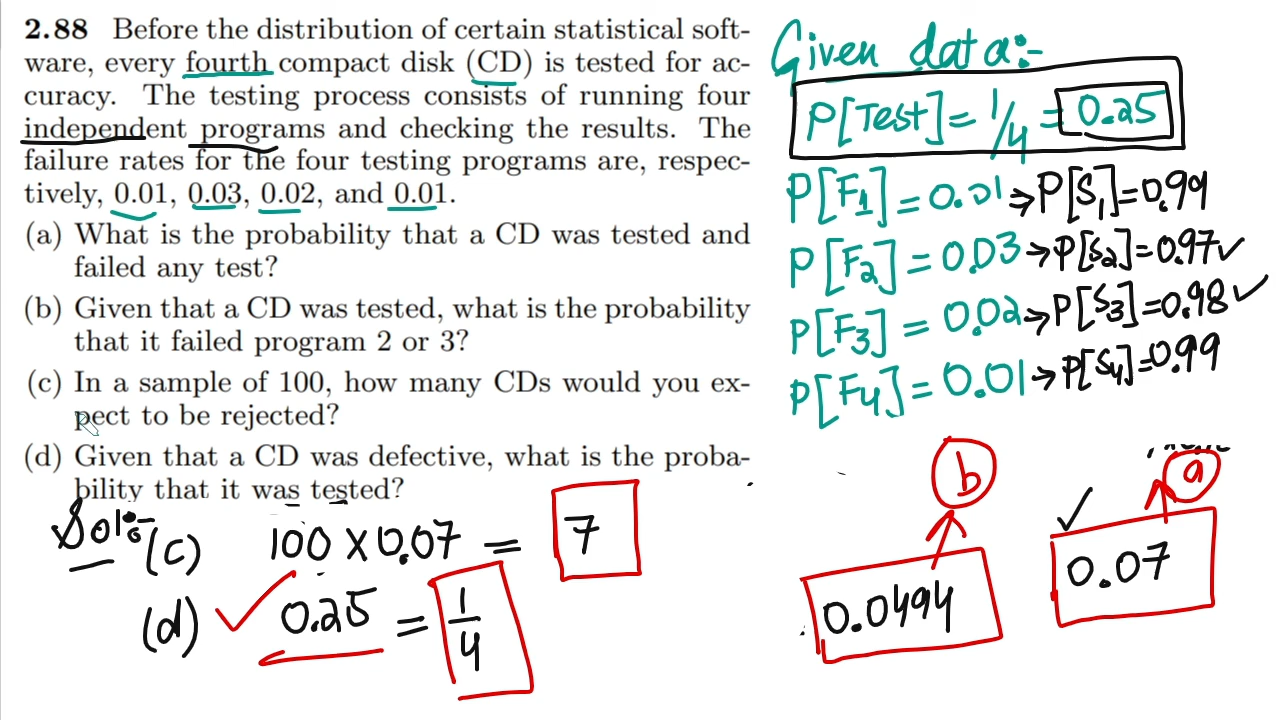 2.88 Before the distribution of certain statistical soft-
ware, every fourth compact disk (CD) is tested for ac-
curacy. The testing process consists of running four
independent programs and checking the results. The
failure rates for the four testing programs are, respec-
tively, 0.01, 0.03, 0.02, and 0.01.
(a) What is the probability that a CD was tested and
failed any test?
(b) Given that a CD was tested, what is the probability
that it failed program 2 or 3?
(c) In a sample of 100, how many CDs would you ex-
pect to be rejected?
(d) Given that a CD was defective, what is the proba-
bility that it was tested?
Given data:-
P[Test] = 1/4 = 0.25
P[F1] = 0.01 → P[S1] = 0.99
P[F2] = 0.03 → P[S2] = 0.97 ✓
P[F3] = 0.02 → P[S3] = 0.98 ✓
P[F4] = 0.01 → P[S4] = 0.99
Sol:- (c) 100 × 0.07 = 7
(d) ✓ 0.25 = 1/4
b
0.0494
a
✓ 0.07